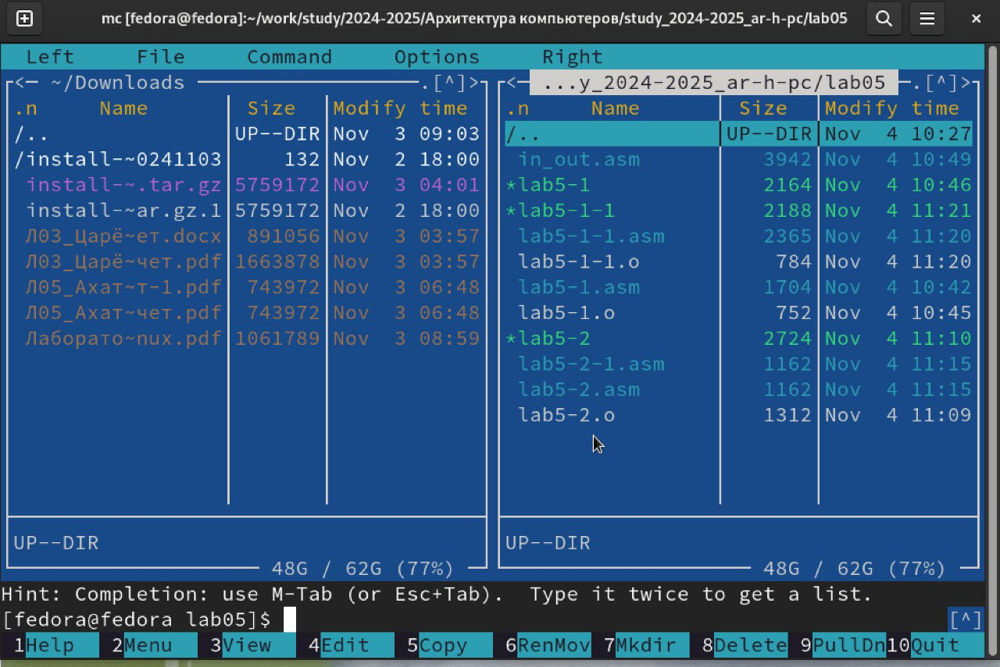 mc [fedora@fedora]:~/work/study/2024-2025/Архитектура компьютеров/study_2024-2025_ar-h-pc/lab05
Left File Command Options Right
<─ ~/Downloads .[^]>
.n Name Size Modify time
/.. UP--DIR Nov 3 09:03
/install-~0241103 132 Nov 2 18:00
install-~.tar.gz 5759172 Nov 3 04:01
install-~ar.gz.1 5759172 Nov 2 18:00
Л03_Царё~ет.docx 891056 Nov 3 03:57
Л03_Царё~чет.pdf 1663878 Nov 3 03:57
Л05_Ахат~т-1.pdf 743972 Nov 3 06:48
Л05_Ахат~чет.pdf 743972 Nov 3 06:48
Лаборато~nux.pdf 1061789 Nov 3 08:59
UP--DIR
48G / 62G (77%)
<─ ...y_2024-2025_ar-h-pc/lab05 .[^]>
.n Name Size Modify time
/.. UP--DIR Nov 4 10:27
in_out.asm 3942 Nov 4 10:49
*lab5-1 2164 Nov 4 10:46
*lab5-1-1 2188 Nov 4 11:21
lab5-1-1.asm 2365 Nov 4 11:20
lab5-1-1.o 784 Nov 4 11:20
lab5-1.asm 1704 Nov 4 10:42
lab5-1.o 752 Nov 4 10:45
*lab5-2 2724 Nov 4 11:10
lab5-2-1.asm 1162 Nov 4 11:15
lab5-2.asm 1162 Nov 4 11:15
lab5-2.o 1312 Nov 4 11:09
UP--DIR
48G / 62G (77%)
Hint: Completion: use M-Tab (or Esc+Tab). Type it twice to get a list.
[fedora@fedora lab05]$ [^]
1Help 2Menu 3View 4Edit 5Copy 6RenMov 7Mkdir 8Delete 9PullDn 10Quit